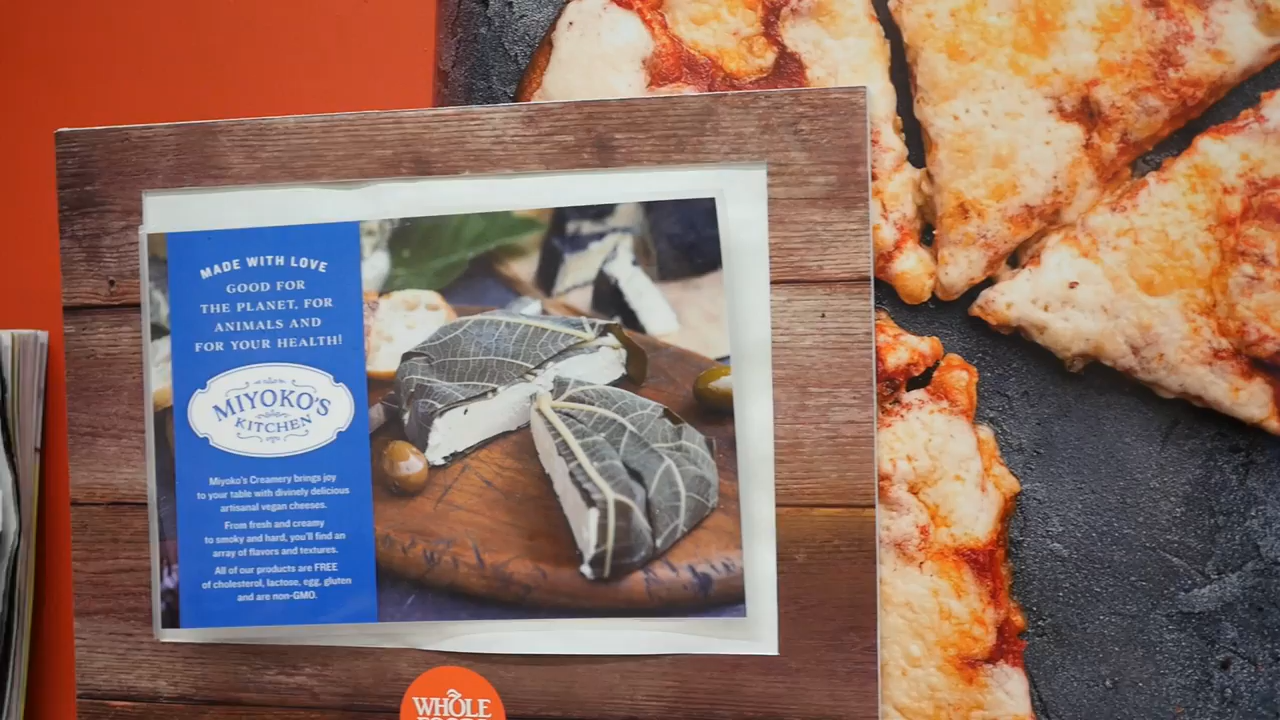 MADE WITH LOVE
GOOD FOR
THE PLANET, FOR
ANIMALS AND
FOR YOUR HEALTH!
MIYOKO'S
KITCHEN
Miyoko's Creamery brings joy
to your table with divinely delicious
artisanal vegan cheeses.
From fresh and creamy
to smoky and hard, you'll find an
array of flavors and textures.
All of our products are FREE
of cholesterol, lactose, egg, gluten
and are non-GMO.
WHOLE
FOODS